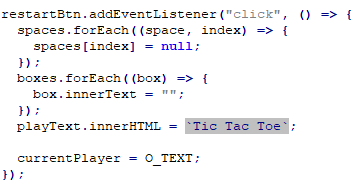 restartBtn.addEventListener("click", () => {
  spaces.forEach((space, index) => {
    spaces[index] = null;
  });
  boxes.forEach((box) => {
    box.innerText = "";
  });
  playText.innerHTML = `Tic Tac Toe`;

  currentPlayer = O_TEXT;
});